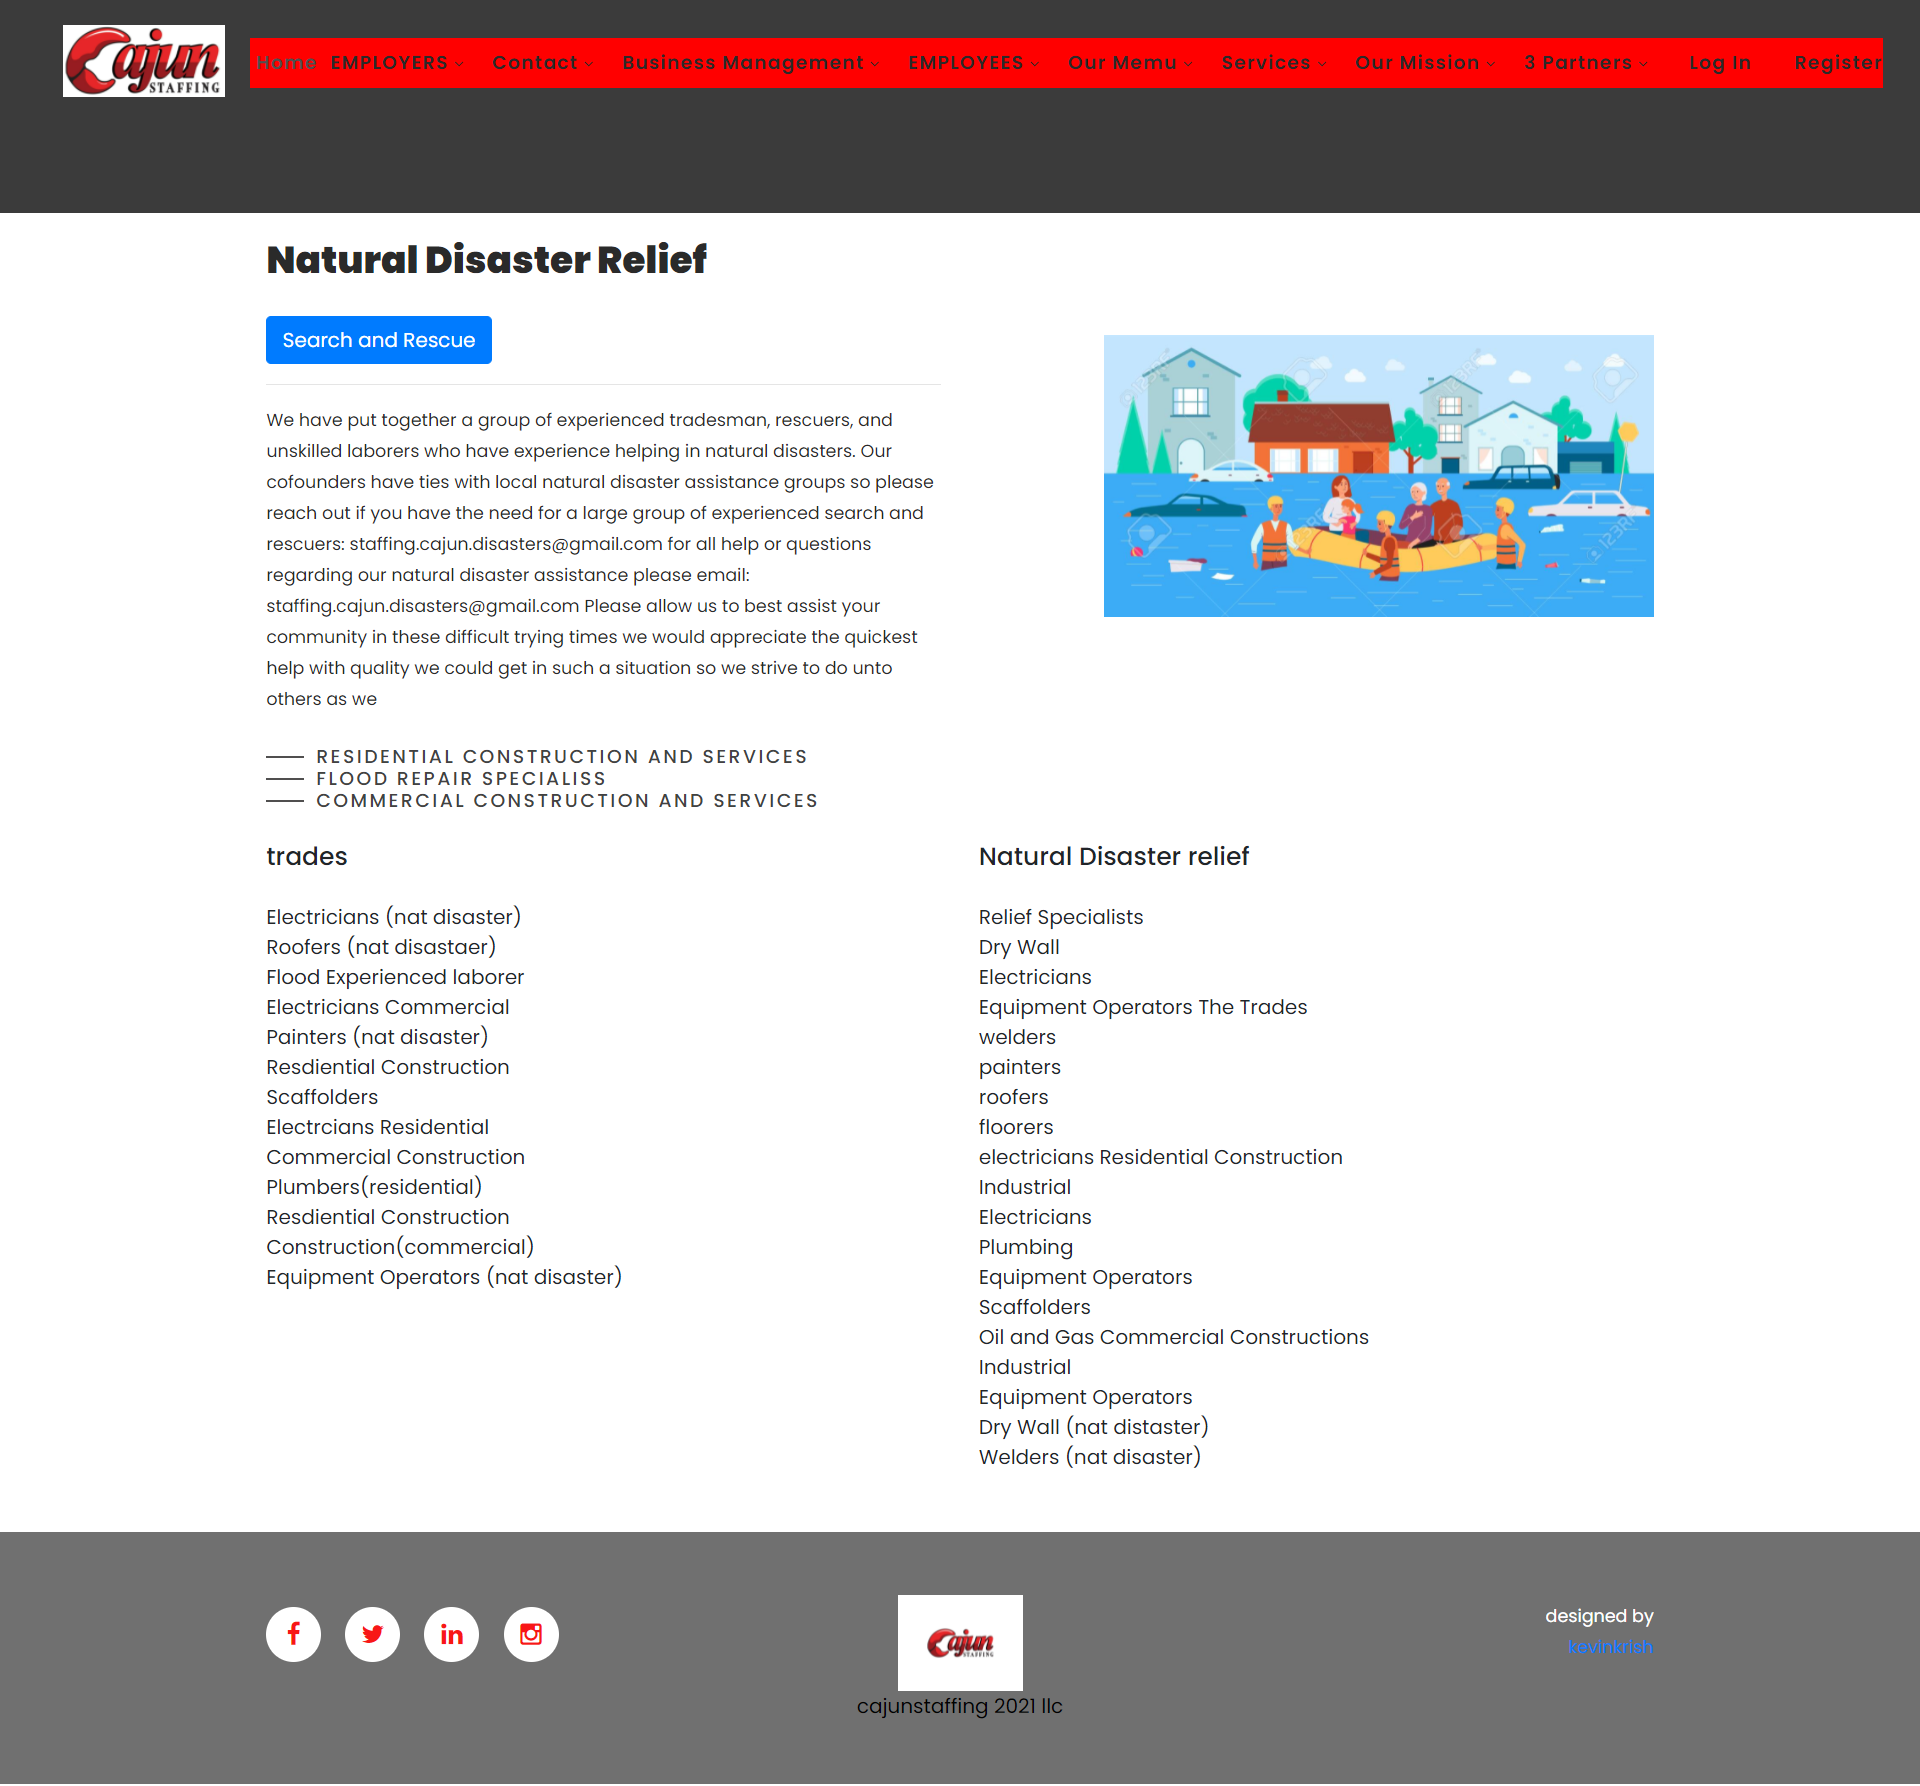 Cajun
STAFFING
Home EMPLOYERS Contact Business Management EMPLOYEES Our Memu Services Our Mission 3 Partners Log In Register
Natural Disaster Relief
Search and Rescue
We have put together a group of experienced tradesman, rescuers, and
unskilled laborers who have experience helping in natural disasters. Our
cofounders have ties with local natural disaster assistance groups so please
reach out if you have the need for a large group of experienced search and
rescuers: staffing.cajun.disasters@gmail.com for all help or questions
regarding our natural disaster assistance please email:
staffing.cajun.disasters@gmail.com Please allow us to best assist your
community in these difficult trying times we would appreciate the quickest
help with quality we could get in such a situation so we strive to do unto
others as we
123RF
RESIDENTIAL CONSTRUCTION AND SERVICES
FLOOD REPAIR SPECIALISS
COMMERCIAL CONSTRUCTION AND SERVICES
trades
Electricians (nat disaster)
Roofers (nat disastaer)
Flood Experienced laborer
Electricians Commercial
Painters (nat disaster)
Resdiential Construction
Scaffolders
Electrcians Residential
Commercial Construction
Plumbers(residential)
Resdiential Construction
Construction(commercial)
Equipment Operators (nat disaster)
Natural Disaster relief
Relief Specialists
Dry Wall
Electricians
Equipment Operators The Trades
welders
painters
roofers
floorers
electricians Residential Construction
Industrial
Electricians
Plumbing
Equipment Operators
Scaffolders
Oil and Gas Commercial Constructions
Industrial
Equipment Operators
Dry Wall (nat distaster)
Welders (nat disaster)
Cajun
STAFFING
cajunstaffing 2021 llc
designed by
kevinkrish